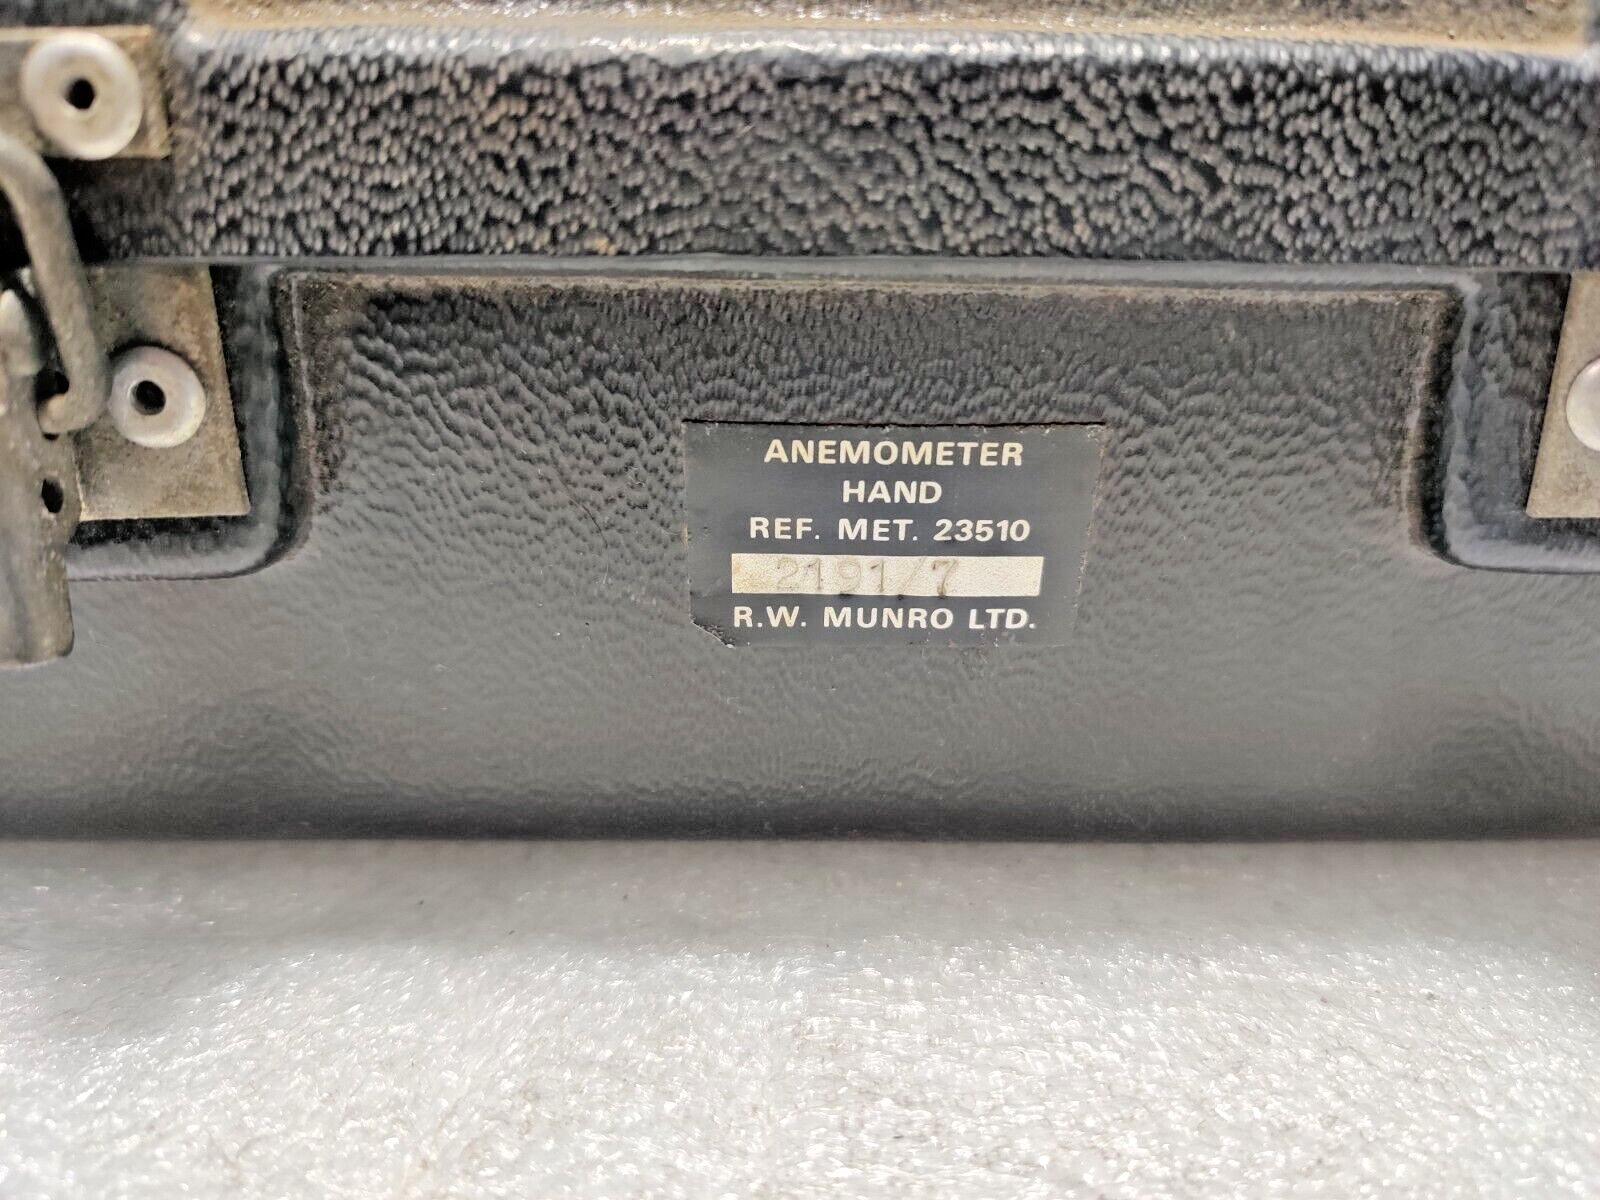 ANEMOMETER
HAND
REF. MET. 23510
2191/7
R.W. MUNRO LTD.